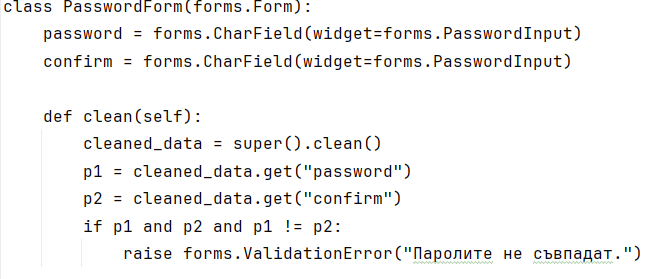 class PasswordForm(forms.Form):
    password = forms.CharField(widget=forms.PasswordInput)
    confirm = forms.CharField(widget=forms.PasswordInput)
    def clean(self):
        cleaned_data = super().clean()
        p1 = cleaned_data.get("password")
        p2 = cleaned_data.get("confirm")
        if p1 and p2 and p1 != p2:
            raise forms.ValidationError("Паролите не съвпадат.")